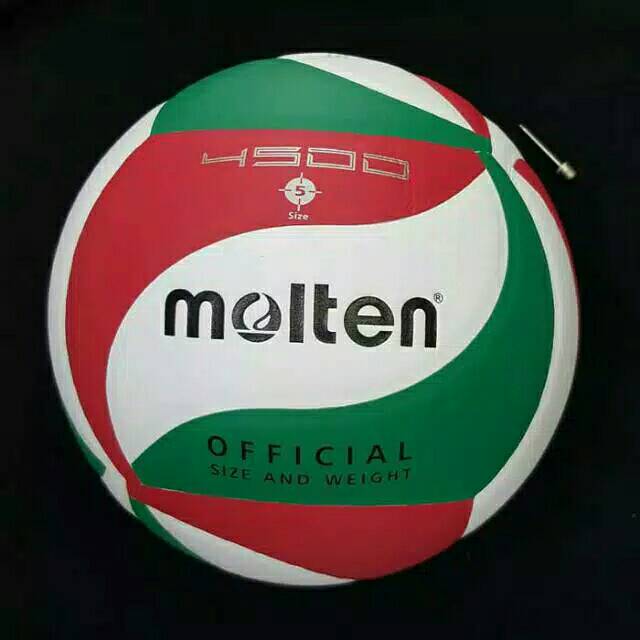 4500
5
Size
molten®
OFFICIAL
SIZE AND WEIGHT